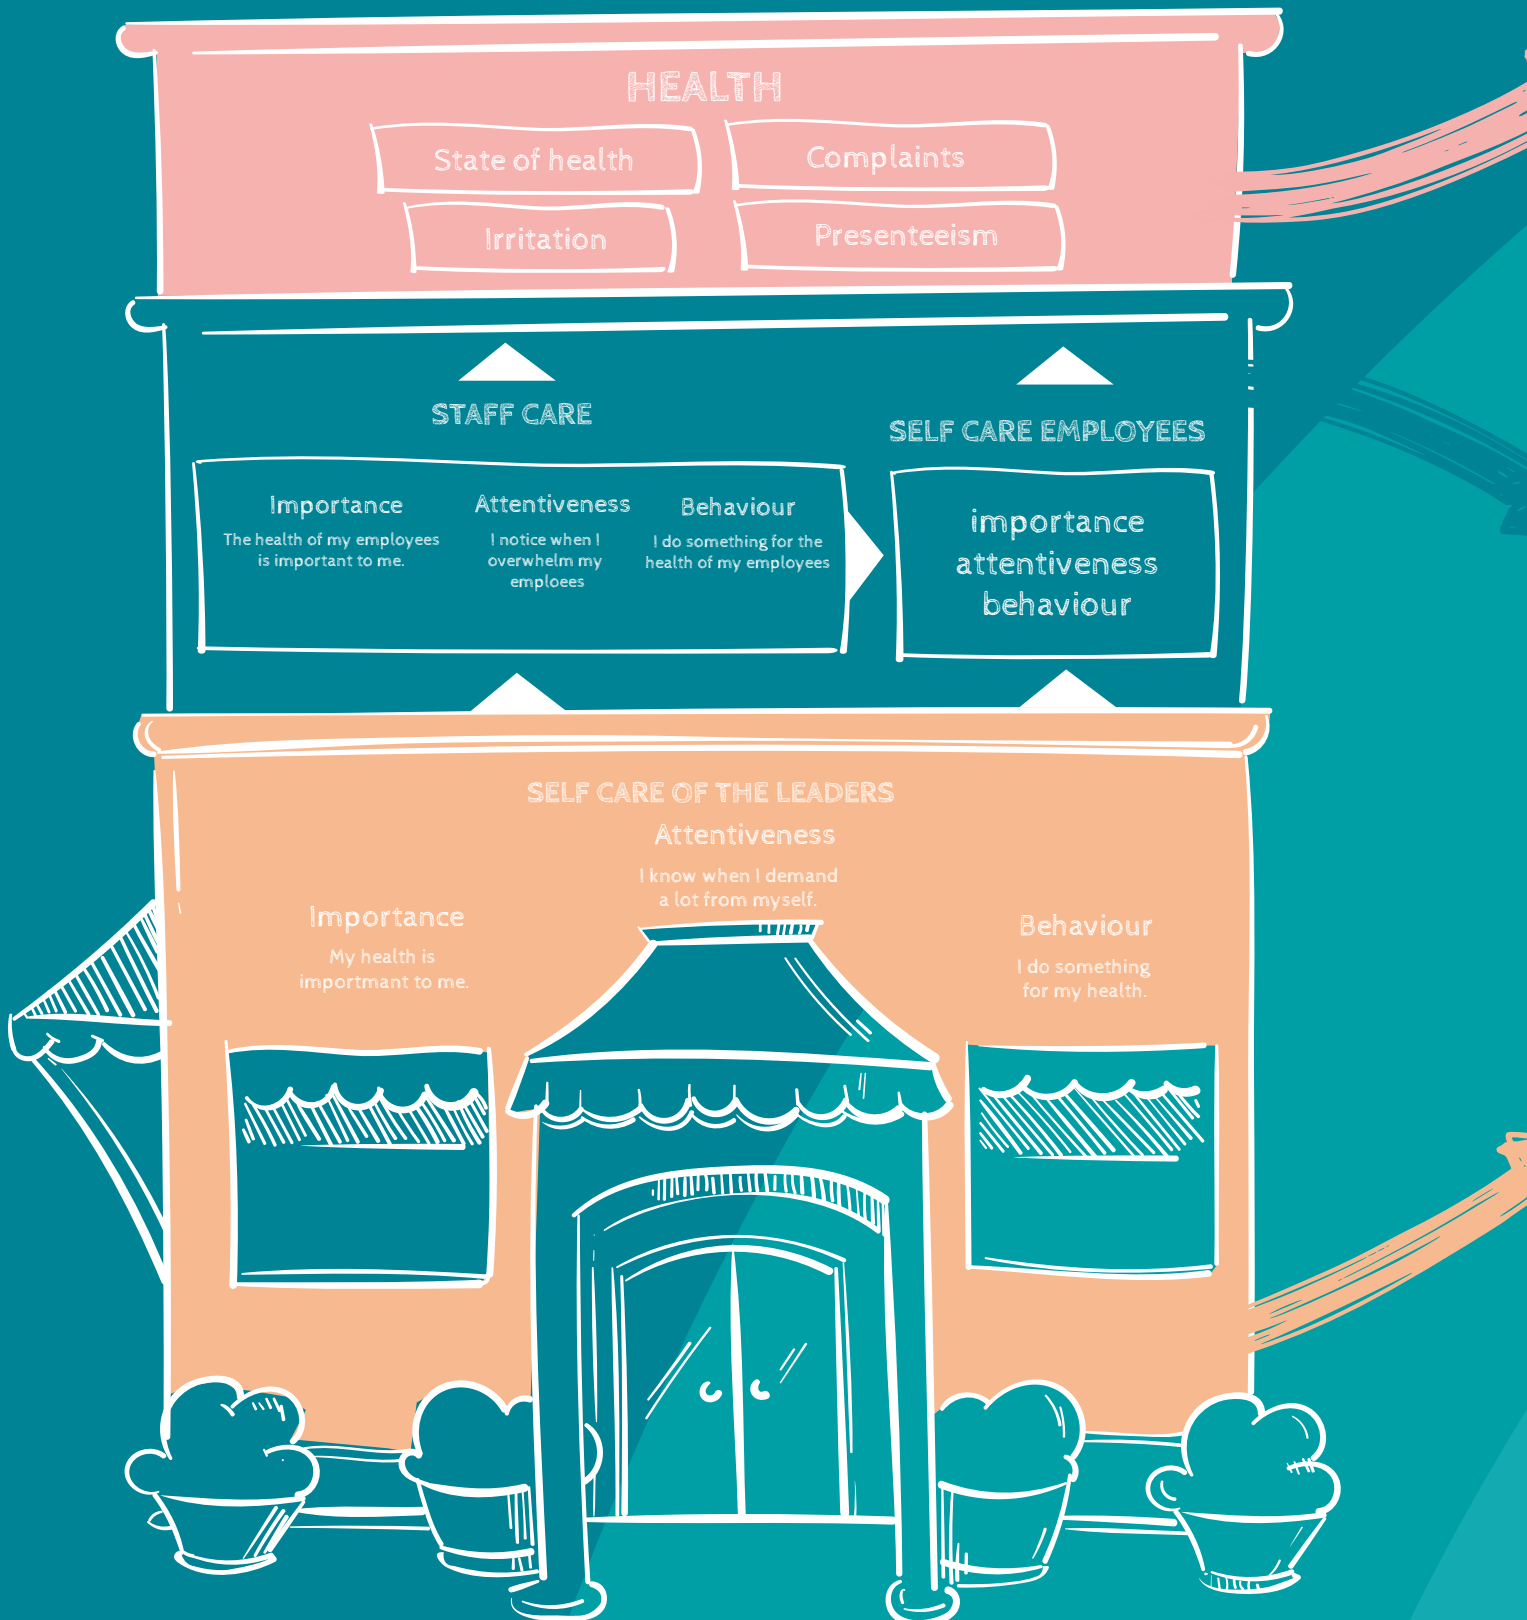 HEALTH
State of health
Complaints
Irritation
Presenteeism
STAFF CARE
SELF CARE EMPLOYEES
Importance
The health of my employees
is important to me.
Attentiveness
I notice when I
overwhelm my
emploees
Behaviour
I do something for the
health of my employees
importance
attentiveness
behaviour
SELF CARE OF THE LEADERS
Attentiveness
I know when I demand
a lot from myself.
Importance
My health is
importmant to me.
Behaviour
I do something
for my health.